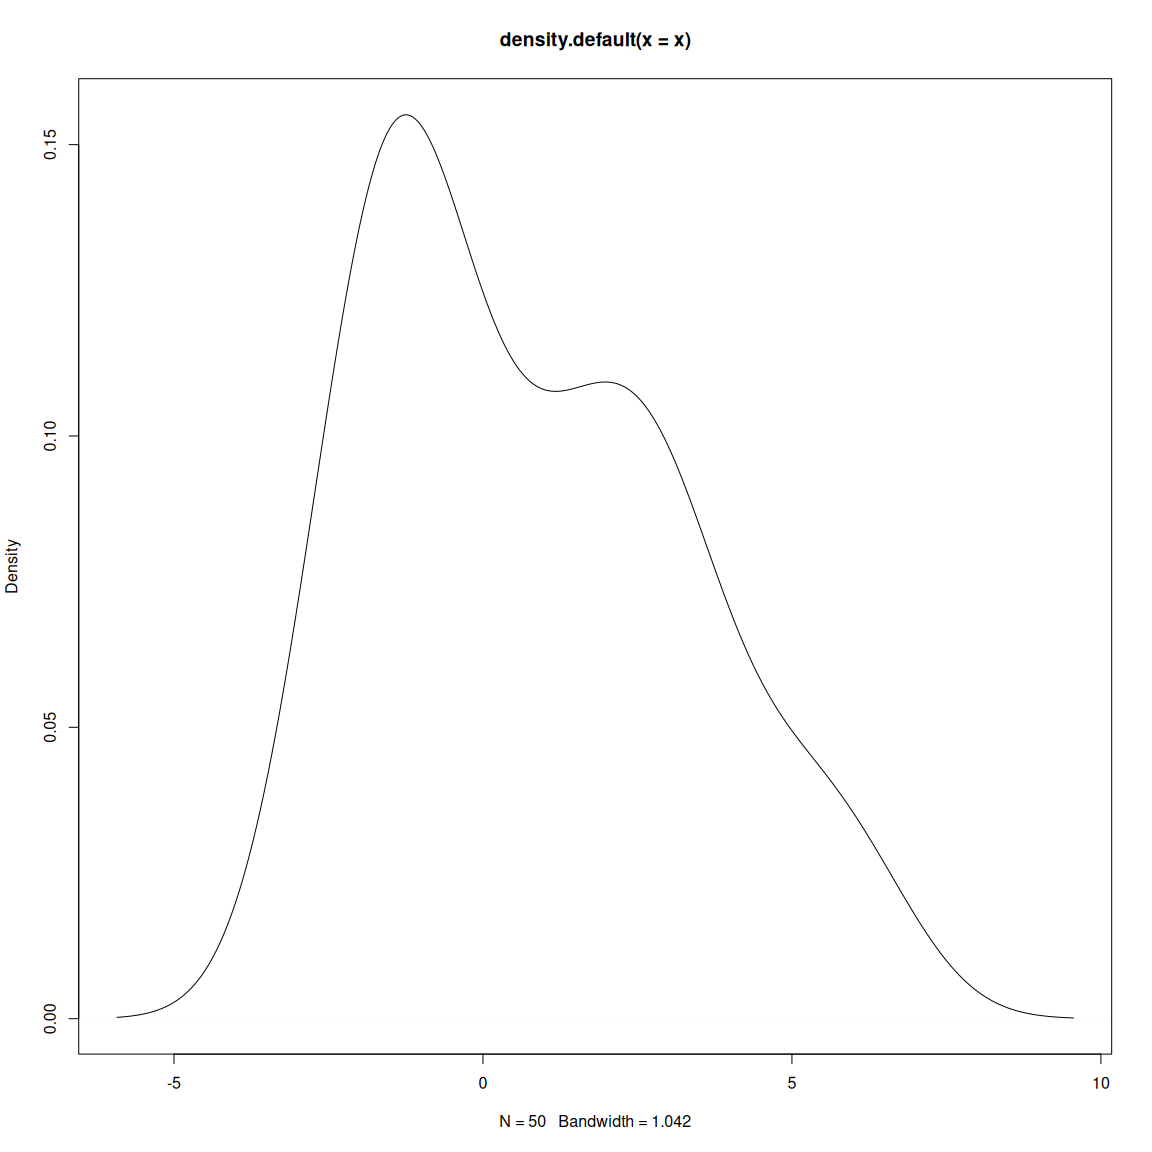 density.default(x = x)
0.15
0.10
0.05
0.00
Density
-5 0 5 10
N = 50 Bandwidth = 1.042